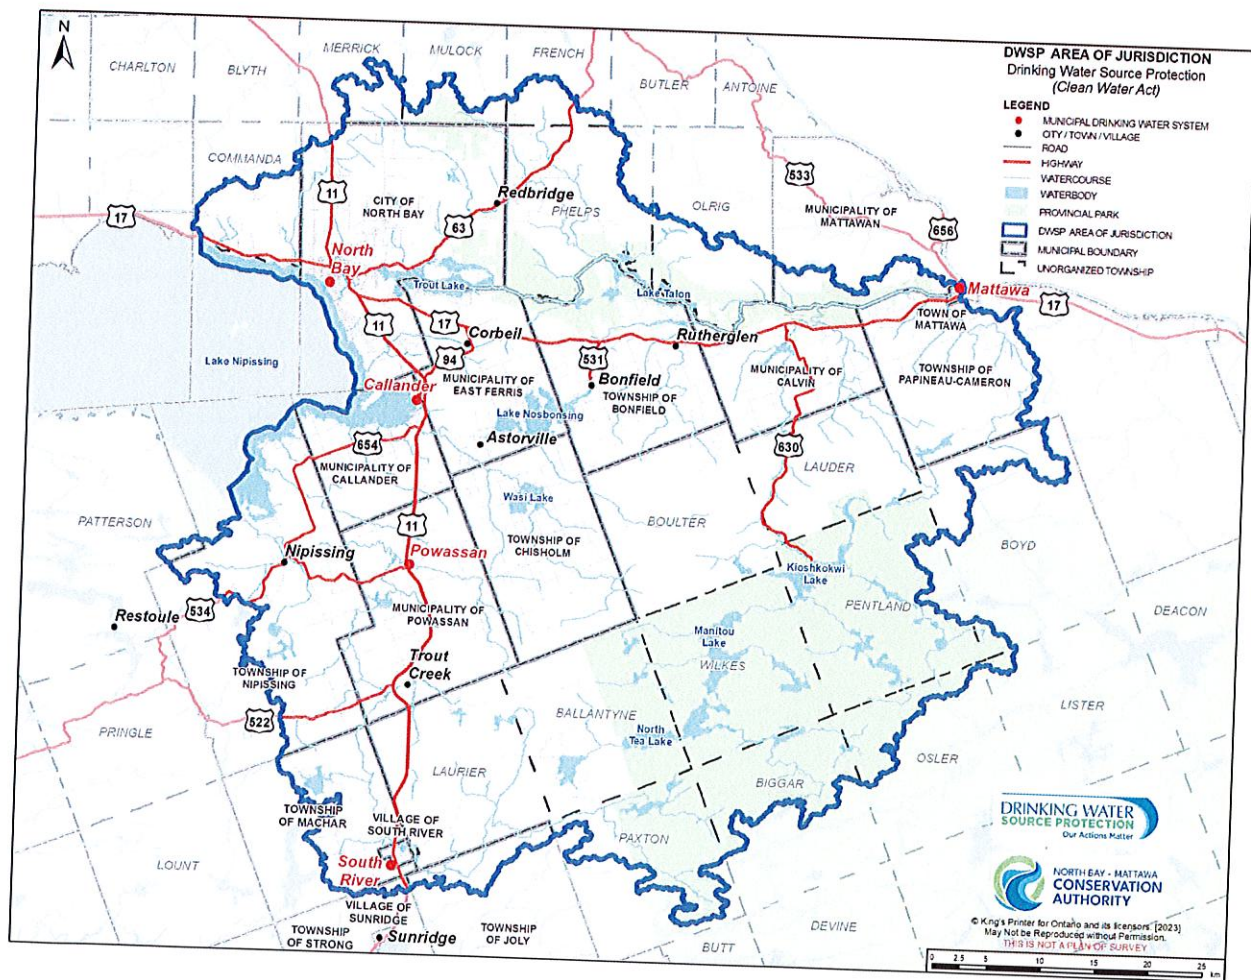 N
CHARLTON
BLYTH
MERRICK
MULOCK
FRENCH
BUTLER
ANTOINE
COMMANDA
DWSP AREA OF JURISDICTION
Drinking Water Source Protection
(Clean Water Act)
LEGEND
MUNICIPAL DRINKING WATER SYSTEM
CITY / TOWN / VILLAGE
ROAD
HIGHWAY
WATERCOURSE
WATERBODY
PROVINCIAL PARK
DWSP AREA OF JURISDICTION
MUNICIPAL BOUNDARY
UNORGANIZED TOWNSHIP
17
11
CITY OF
NORTH BAY
Redbridge
63
PHELPS
OLRIG
533
MUNICIPALITY OF
MATTAWAN
656
North
Bay
Trout Lake
Lake Talon
Mattawa
17
TOWN OF
MATTAWA
11
17
Corbeil
94
531
Rutherglen
Lake Nipissing
Callander
MUNICIPALITY OF
EAST FERRIS
Bonfield
TOWNSHIP OF
BONFIELD
MUNICIPALITY
OF CALVIN
TOWNSHIP OF
PAPINEAU-CAMERON
Lake Nosbonsing
Astorville
654
MUNICIPALITY OF
CALLANDER
630
LAUDER
Wasi Lake
PATTERSON
11
TOWNSHIP OF
CHISHOLM
BOULTER
BOYD
Nipissing
Powassan
Kioshkokwi
Lake
PENTLAND
DEACON
Restoule
534
MUNICIPALITY OF
POWASSAN
Manitou
Lake
WILKES
TOWNSHIP OF
NIPISSING
Trout
Creek
522
PRINGLE
BALLANTYNE
North
Tea Lake
LISTER
OSLER
LAURIER
BIGGAR
TOWNSHIP
OF MACHAR
VILLAGE OF
SOUTH RIVER
PAXTON
LOUNT
South
River
VILLAGE OF
SUNRIDGE
TOWNSHIP
OF STRONG
Sunridge
TOWNSHIP
OF JOLY
BUTT
DEVINE
DRINKING WATER
SOURCE PROTECTION
Our Actions Matter
NORTH BAY - MATTAWA
CONSERVATION
AUTHORITY
© King's Printer for Ontario and its licensors. [2023]
May Not be Reproduced without Permission.
THIS IS NOT A PLAN OF SURVEY
0 2.5 5 10 15 20 25
km